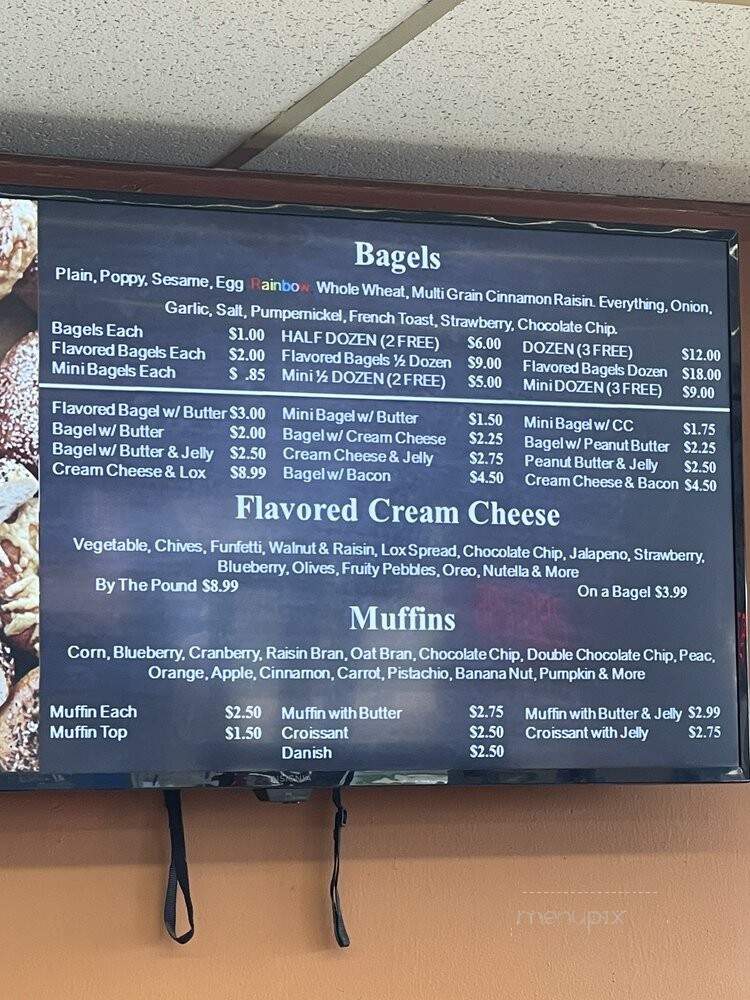 Bagels
Plain, Poppy, Sesame, Egg Rainbow Whole Wheat, Multi Grain Cinnamon Raisin. Everything, Onion,
Garlic, Salt, Pumpernickel, French Toast, Strawberry, Chocolate Chip.
Bagels Each $1.00 HALF DOZEN (2 FREE) $6.00 DOZEN (3 FREE) $12.00
Flavored Bagels Each $2.00 Flavored Bagels ½ Dozen $9.00 Flavored Bagels Dozen $18.00
Mini Bagels Each $ .85 Mini ½ DOZEN (2 FREE) $5.00 Mini DOZEN (3 FREE) $9.00
Flavored Bagel w/ Butter $3.00 Mini Bagel w/ Butter $1.50 Mini Bagel w/ CC $1.75
Bagel w/ Butter $2.00 Bagel w/ Cream Cheese $2.25 Bagel w/ Peanut Butter $2.25
Bagel w/ Butter & Jelly $2.50 Cream Cheese & Jelly $2.75 Peanut Butter & Jelly $2.50
Cream Cheese & Lox $8.99 Bagel w/ Bacon $4.50 Cream Cheese & Bacon $4.50
Flavored Cream Cheese
Vegetable, Chives, Funfetti, Walnut & Raisin, Lox Spread, Chocolate Chip, Jalapeno, Strawberry,
Blueberry, Olives, Fruity Pebbles, Oreo, Nutella & More
By The Pound $8.99 On a Bagel $3.99
Muffins
Corn, Blueberry, Cranberry, Raisin Bran, Oat Bran, Chocolate Chip, Double Chocolate Chip, Peac,
Orange, Apple, Cinnamon, Carrot, Pistachio, Banana Nut, Pumpkin & More
Muffin Each $2.50 Muffin with Butter $2.75 Muffin with Butter & Jelly $2.99
Muffin Top $1.50 Croissant $2.50 Croissant with Jelly $2.75
Danish $2.50
menupix